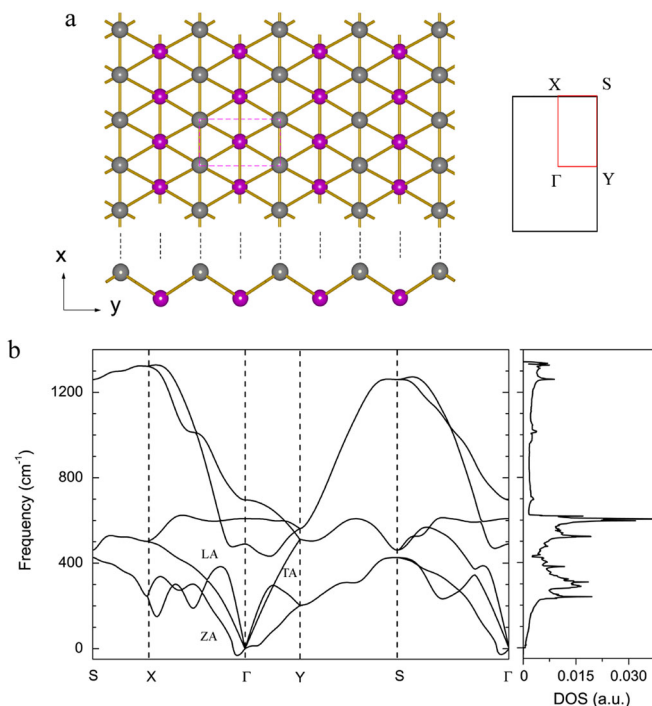 a
X S
Γ Y
x
y
b
1200
800
400
0
Frequency (cm⁻¹)
LA
TA
ZA
S X Γ Y S Γ
0 0.015 0.030
DOS (a.u.)